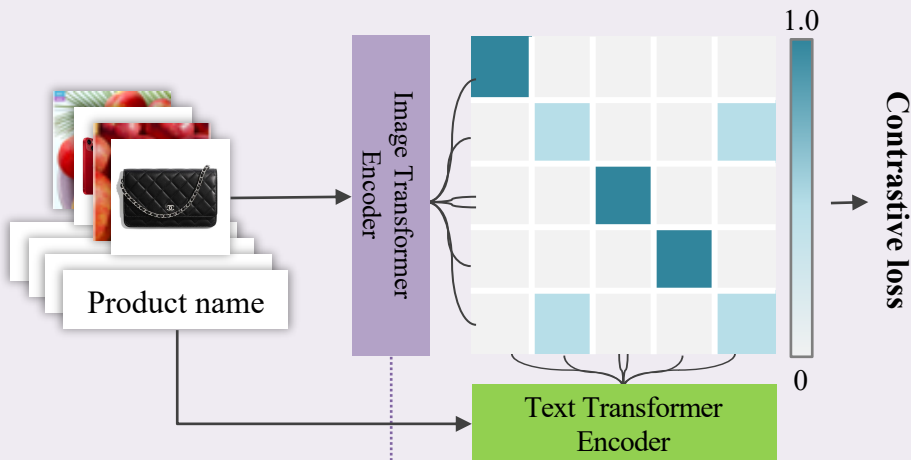 Product name
Image Transformer
Encoder
1.0
0
Contrastive loss
Text Transformer
Encoder